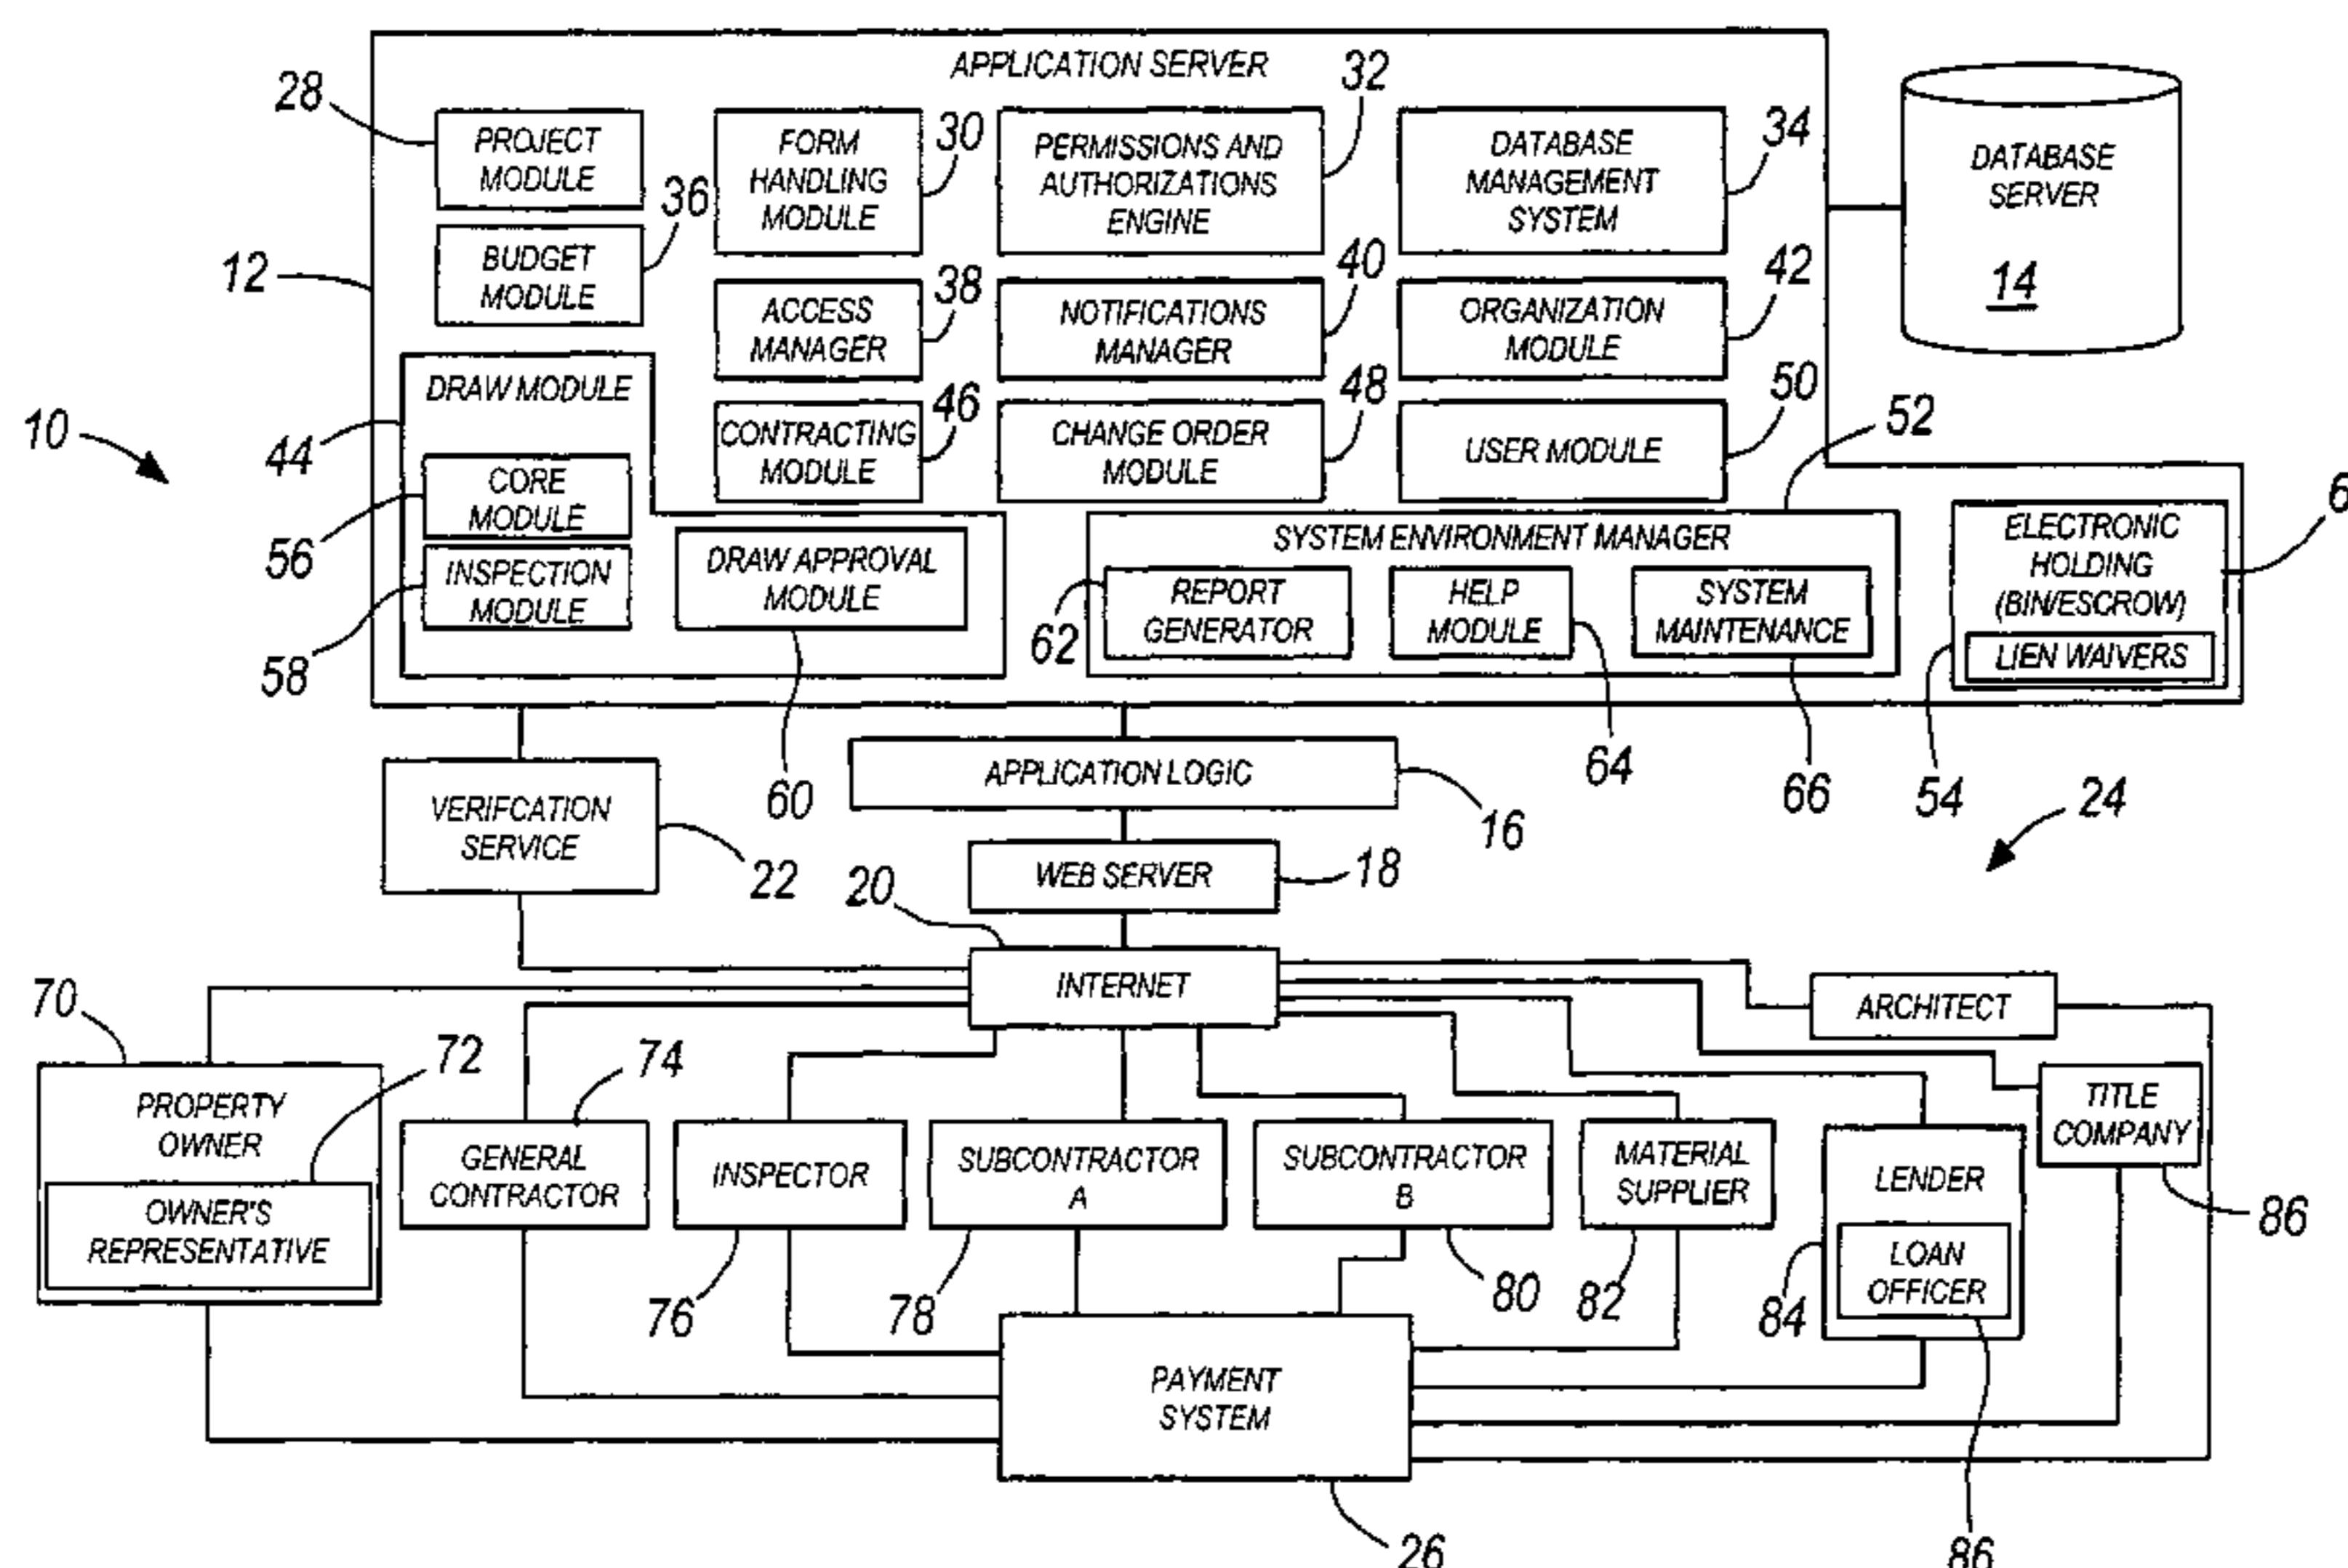 APPLICATION SERVER
28
PROJECT
MODULE
FORM
HANDLING
MODULE
30
PERMISSIONS AND
AUTHORIZATIONS
ENGINE
32
DATABASE
MANAGEMENT
SYSTEM
34
DATABASE
SERVER
14
12
BUDGET
MODULE
36
ACCESS
MANAGER
38
NOTIFICATIONS
MANAGER
40
ORGANIZATION
MODULE
42
10
44
DRAW MODULE
CONTRACTING
MODULE
46
CHANGE ORDER
MODULE
48
USER MODULE
50
52
56
CORE
MODULE
58
INSPECTION
MODULE
DRAW APPROVAL
MODULE
60
SYSTEM ENVIRONMENT MANAGER
62
REPORT
GENERATOR
HELP
MODULE
64
SYSTEM
MAINTENANCE
66
ELECTRONIC
HOLDING
(BIN/ESCROW)
LIEN WAIVERS
6
54
24
VERIFCATION
SERVICE
22
APPLICATION LOGIC
16
WEB SERVER
18
20
INTERNET
ARCHITECT
70
PROPERTY
OWNER
72
OWNER'S
REPRESENTATIVE
74
GENERAL
CONTRACTOR
INSPECTOR
76
SUBCONTRACTOR
A
78
SUBCONTRACTOR
B
80
MATERIAL
SUPPLIER
82
LENDER
LOAN
OFFICER
84
TITLE
COMPANY
86
PAYMENT
SYSTEM
26
86